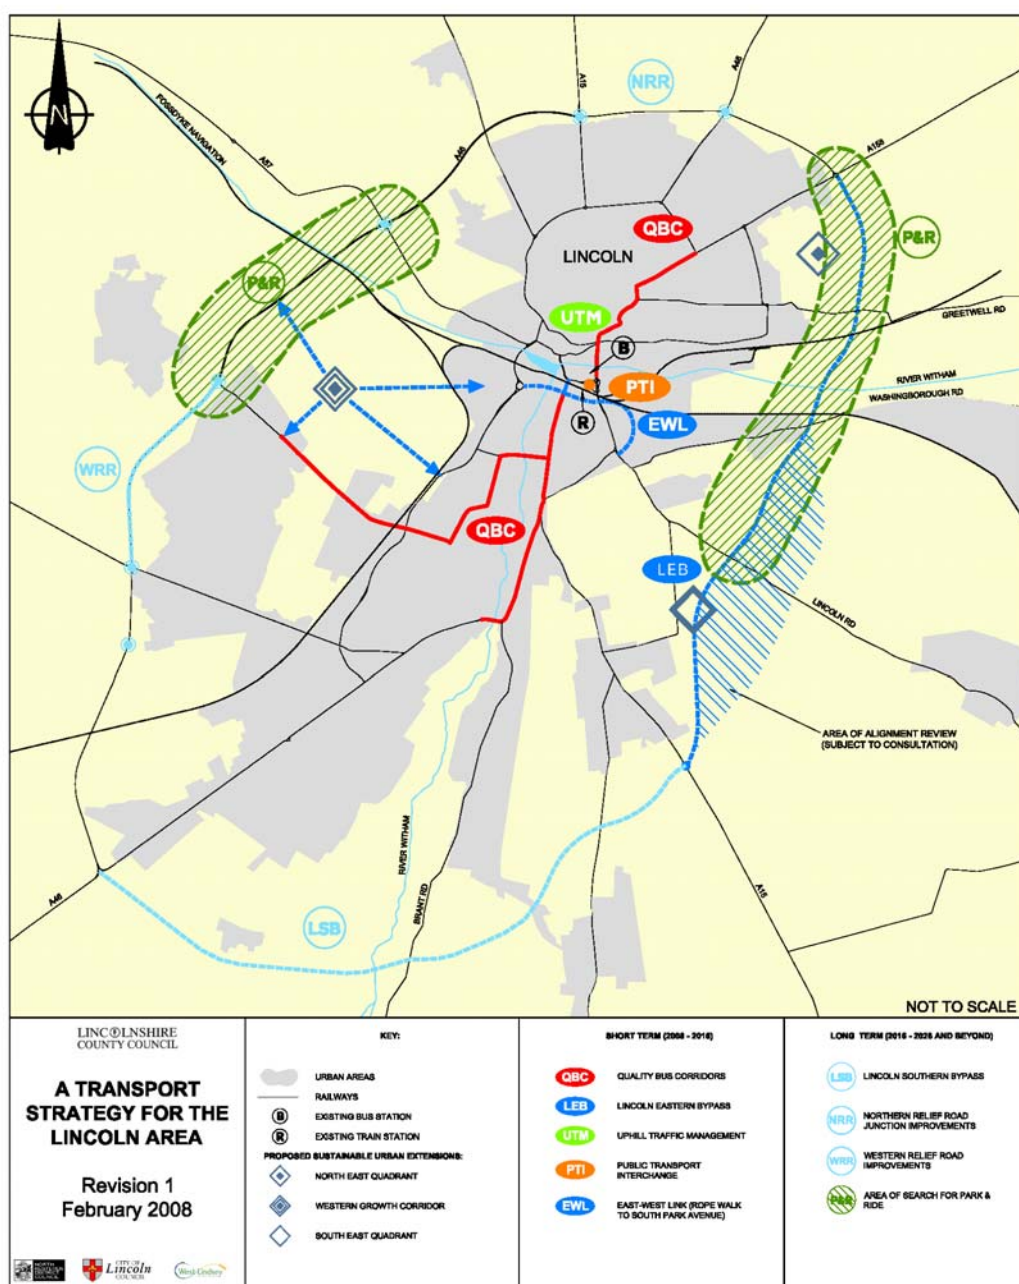 N
FOSSDYKE NAVIGATION
A57
A46
A15
NRR
A46
A158
QBC
LINCOLN
P&R
P&R
UTM
B
GREETWELL RD
PTI
RIVER WITHAM
WASHINGBOROUGH RD
R
EWL
WRR
QBC
LEB
LINCOLN RD
AREA OF ALIGNMENT REVIEW
(SUBJECT TO CONSULTATION)
RIVER WITHAM
BRANT RD
A46
A15
LSB
NOT TO SCALE
LINCOLNSHIRE
COUNTY COUNCIL
A TRANSPORT
STRATEGY FOR THE
LINCOLN AREA
Revision 1
February 2008
CITY OF
Lincoln
COUNCIL
West Lindsey
KEY:
URBAN AREAS
RAILWAYS
B EXISTING BUS STATION
R EXISTING TRAIN STATION
PROPOSED SUSTAINABLE URBAN EXTENSIONS:
NORTH EAST QUADRANT
WESTERN GROWTH CORRIDOR
SOUTH EAST QUADRANT
SHORT TERM (2008 - 2016)
QBC QUALITY BUS CORRIDORS
LEB LINCOLN EASTERN BYPASS
UTM UPHILL TRAFFIC MANAGEMENT
PTI PUBLIC TRANSPORT
INTERCHANGE
EWL EAST-WEST LINK (ROPE WALK
TO SOUTH PARK AVENUE)
LONG TERM (2016 - 2026 AND BEYOND)
LSB LINCOLN SOUTHERN BYPASS
NRR NORTHERN RELIEF ROAD
JUNCTION IMPROVEMENTS
WRR WESTERN RELIEF ROAD
IMPROVEMENTS
P&R AREA OF SEARCH FOR PARK &
RIDE